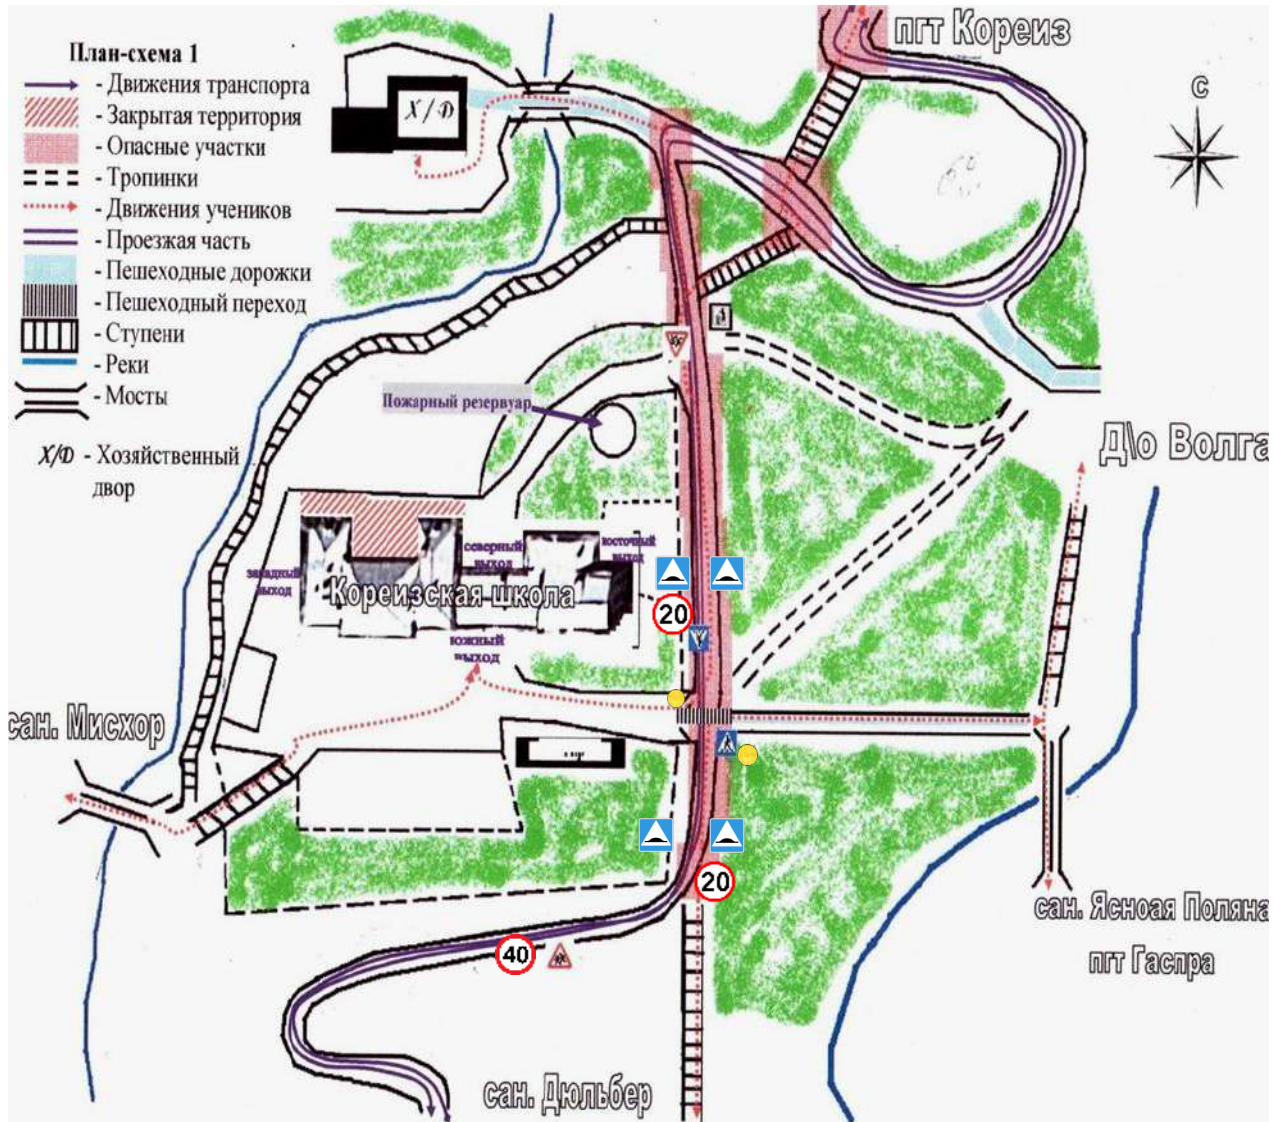 План-схема 1
- Движения транспорта
- Закрытая территория
- Опасные участки
- Тропинки
- Движения учеников
- Проезжая часть
- Пешеходные дорожки
- Пешеходный переход
- Ступени
- Реки
- Мосты
Х/Д - Хозяйственный
двор
пгт Кореиз
С
Х/Д
Пожарный резервуар
Д\о Волга
западный
выход
северный
выход
восточный
выход
Кореизская школа
южный
выход
20
сан. Мисхор
20
40
сан. Ясноая Поляна
пгт Гаспра
сан. Дюльбер